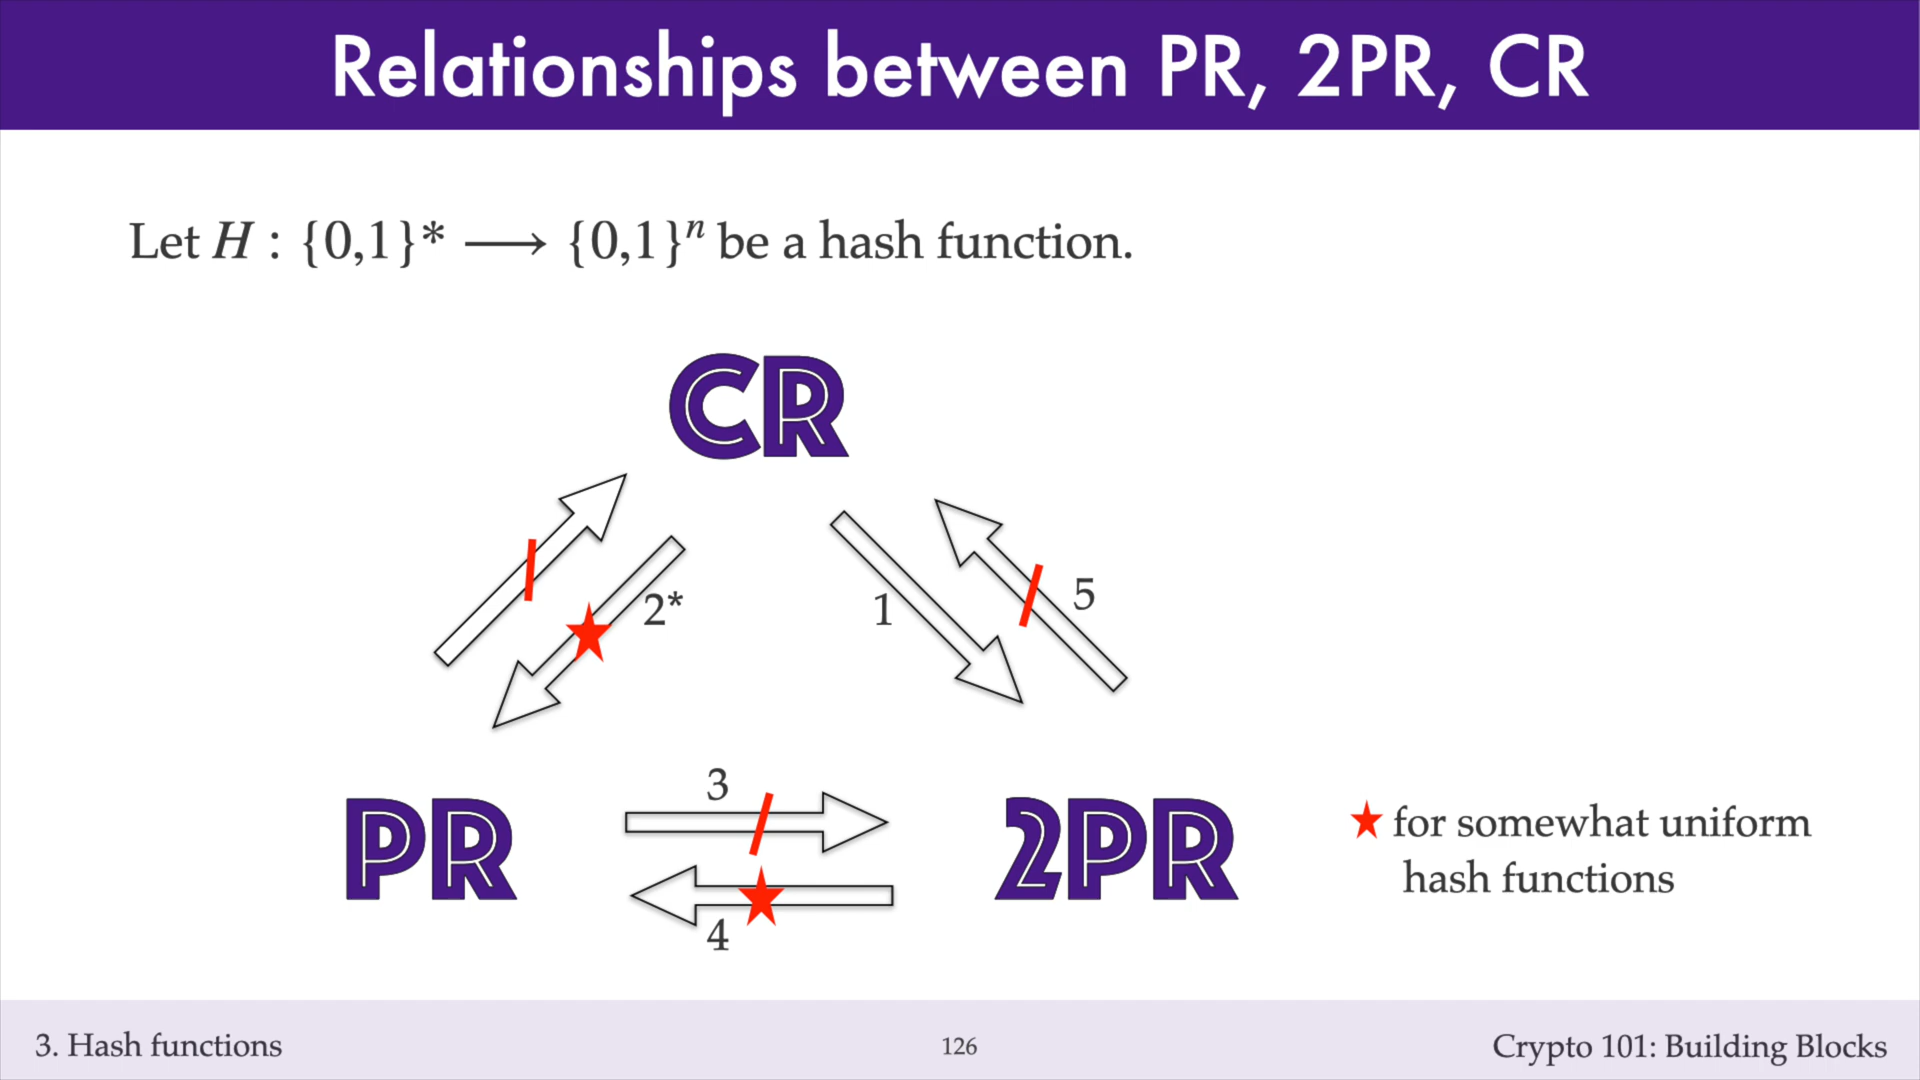 Relationships between PR, 2PR, CR
Let H : {0,1}* ⟶ {0,1}ⁿ be a hash function.
CR
2*
1
5
3
PR
2PR
4
★ for somewhat uniform
hash functions
3. Hash functions
126
Crypto 101: Building Blocks